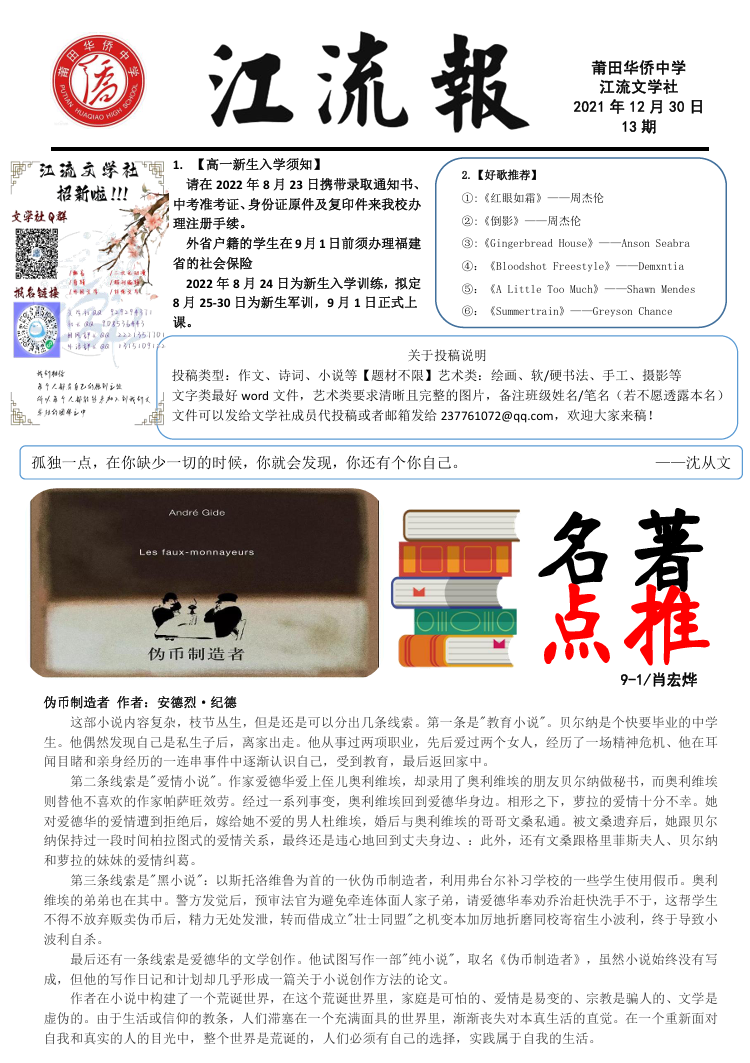 莆田华侨中学
PUTIAN HUAQIAO HIGH SCHOOL
僑
江流報
莆田华侨中学
江流文学社
2021 年 12 月 30 日
13 期
江流文学社
招新啦!!!
文学社Q群
报名链接
1. 【高一新生入学须知】
请在 2022 年 8 月 23 日携带录取通知书、
中考准考证、身份证原件及复印件来我校办
理注册手续。
外省户籍的学生在 9 月 1 日前须办理福建
省的社会保险
2022 年 8 月 24 日为新生入学训练，拟定
8 月 25-30 日为新生军训，9 月 1 日正式上
课。
2.【好歌推荐】
①:《红眼如霜》——周杰伦
②:《倒影》——周杰伦
③:《Gingerbread House》——Anson Seabra
④: 《Bloodshot Freestyle》——Demxntia
⑤: 《A Little Too Much》——Shawn Mendes
⑥: 《Summertrain》——Greyson Chance
关于投稿说明
投稿类型：作文、诗词、小说等【题材不限】艺术类：绘画、软/硬书法、手工、摄影等
文字类最好 word 文件，艺术类要求清晰且完整的图片，备注班级姓名/笔名（若不愿透露本名）
文件可以发给文学社成员代投稿或者邮箱发给 237761072@qq.com，欢迎大家来稿！
孤独一点，在你缺少一切的时候，你就会发现，你还有个你自己。 ——沈从文
André Gide
Les faux-monnayeurs
伪币制造者
名著
点推
9-1/肖宏烨
伪币制造者 作者：安德烈·纪德
这部小说内容复杂，枝节丛生，但是还是可以分出几条线索。第一条是"教育小说"。贝尔纳是个快要毕业的中学
生。他偶然发现自己是私生子后，离家出走。他从事过两项职业，先后爱过两个女人，经历了一场精神危机、他在耳
闻目睹和亲身经历的一连串事件中逐渐认识自己，受到教育，最后返回家中。
第二条线索是"爱情小说"。作家爱德华爱上侄儿奥利维埃，却录用了奥利维埃的朋友贝尔纳做秘书，而奥利维埃
则替他不喜欢的作家帕萨旺效劳。经过一系列事变，奥利维埃回到爱德华身边。相形之下，萝拉的爱情十分不幸。她
对爱德华的爱情遭到拒绝后，嫁给她不爱的男人杜维埃，婚后与奥利维埃的哥哥文桑私通。被文桑遗弃后，她跟贝尔
纳保持过一段时间柏拉图式的爱情关系，最终还是违心地回到丈夫身边、：此外，还有文桑跟格里菲斯夫人、贝尔纳
和萝拉的妹妹的爱情纠葛。
第三条线索是"黑小说"：以斯托洛维鲁为首的一伙伪币制造者，利用弗台尔补习学校的一些学生使用假币。奥利
维埃的弟弟也在其中。警方发觉后，预审法官为避免牵连体面人家子弟，请爱德华奉劝乔治赶快洗手不干，这帮学生
不得不放弃贩卖伪币后，精力无处发泄，转而借成立"壮士同盟"之机变本加厉地折磨同校寄宿生小波利，终于导致小
波利自杀。
最后还有一条线索是爱德华的文学创作。他试图写作一部"纯小说"，取名《伪币制造者》，虽然小说始终没有写
成，但他的写作日记和计划却几乎形成一篇关于小说创作方法的论文。
作者在小说中构建了一个荒诞世界，在这个荒诞世界里，家庭是可怕的、爱情是易变的、宗教是骗人的、文学是
虚伪的。由于生活或信仰的教条，人们滞塞在一个充满面具的世界里，渐渐丧失对本真生活的直觉。在一个重新面对
自我和真实的人的目光中，整个世界是荒诞的，人们必须有自己的选择，实践属于自我的生活。